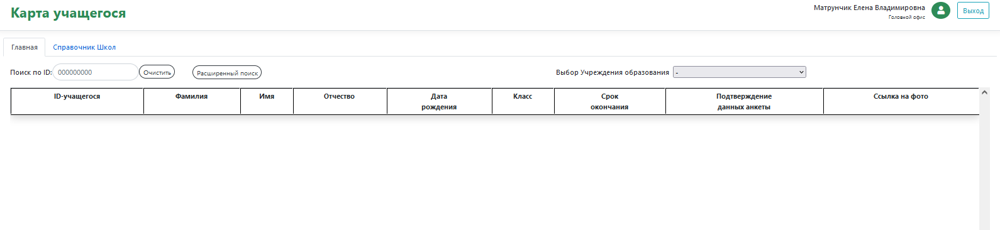 Карта учащегося
Матрунчик Елена Владимировна
Головной офис
Выход
Главная
Справочник Школ
Поиск по ID: 000000000 Очистить Расширенный поиск Выбор Учреждения образования -
ID-учащегося Фамилия Имя Отчество Дата рождения Класс Срок окончания Подтверждение данных анкеты Ссылка на фото